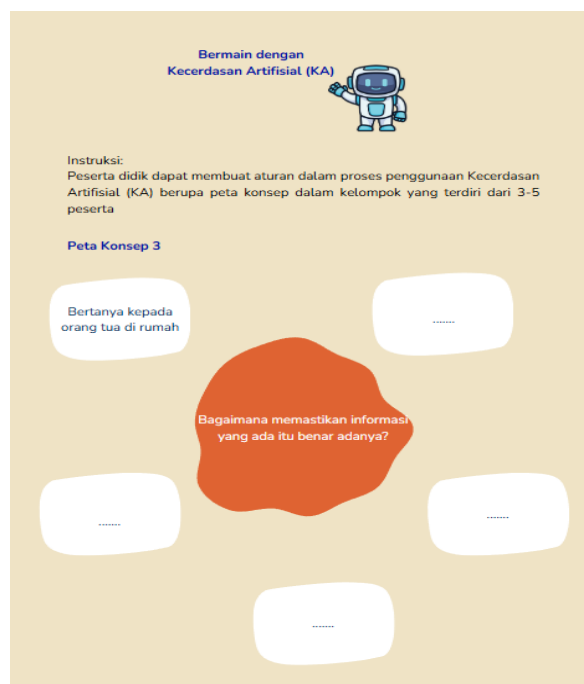 Bermain dengan
Kecerdasan Artifisial (KA)
Instruksi:
Peserta didik dapat membuat aturan dalam proses penggunaan Kecerdasan
Artifisial (KA) berupa peta konsep dalam kelompok yang terdiri dari 3-5
peserta
Peta Konsep 3
Bertanya kepada
orang tua di rumah
.......
Bagaimana memastikan informasi
yang ada itu benar adanya?
.......
.......
.......